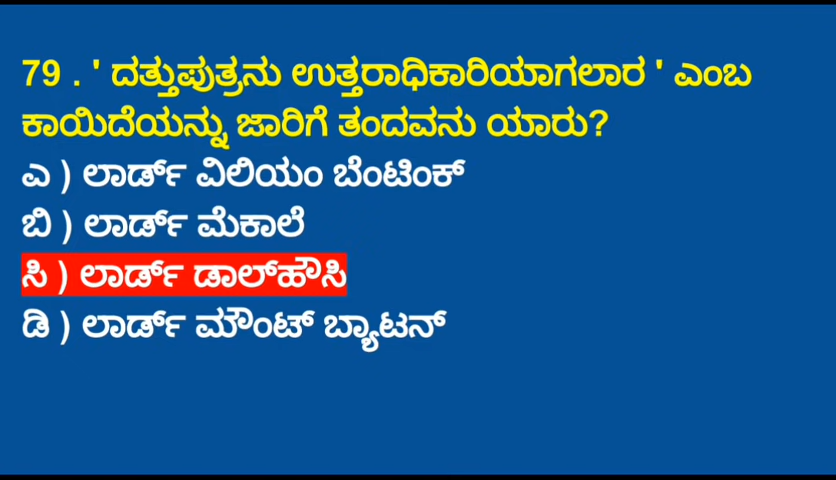 79 . ' ದತ್ತುಪುತ್ರನು ಉತ್ತರಾಧಿಕಾರಿಯಾಗಲಾರ ' ಎಂಬ
ಕಾಯಿದೆಯನ್ನು ಜಾರಿಗೆ ತಂದವನು ಯಾರು?
ಎ ) ಲಾರ್ಡ್ ವಿಲಿಯಂ ಬೆಂಟಿಂಕ್
ಬಿ ) ಲಾರ್ಡ್ ಮೆಕಾಲೆ
ಸಿ ) ಲಾರ್ಡ್ ಡಾಲ್‌ಹೌಸಿ
ಡಿ ) ಲಾರ್ಡ್ ಮೌಂಟ್ ಬ್ಯಾಟನ್